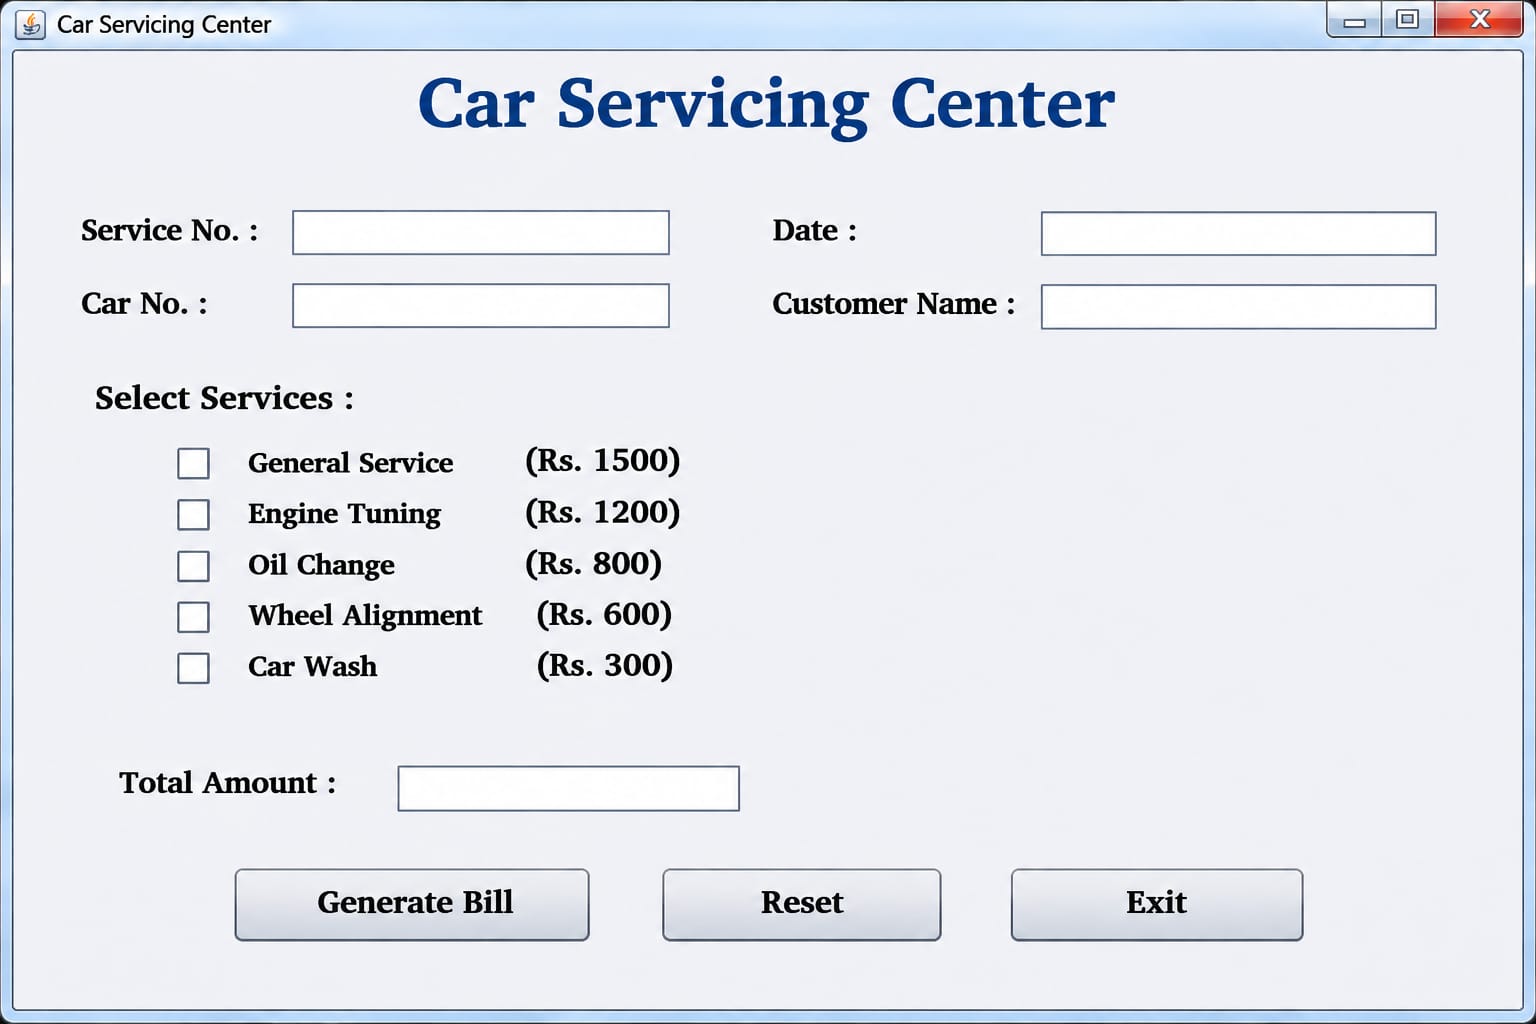 Car Servicing Center
Car Servicing Center
Service No. : Date :
Car No. : Customer Name :
Select Services :
General Service (Rs. 1500)
Engine Tuning (Rs. 1200)
Oil Change (Rs. 800)
Wheel Alignment (Rs. 600)
Car Wash (Rs. 300)
Total Amount :
Generate Bill Reset Exit